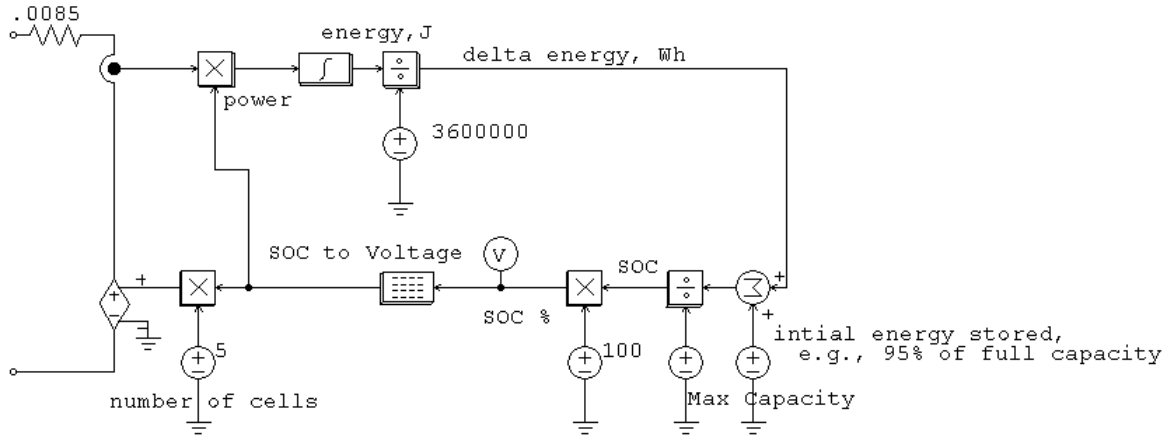 .0085
energy,J
delta energy, Wh
power
3600000
SOC to Voltage
V
SOC
SOC %
5
100
intial energy stored,
e.g., 95% of full capacity
number of cells
Max Capacity